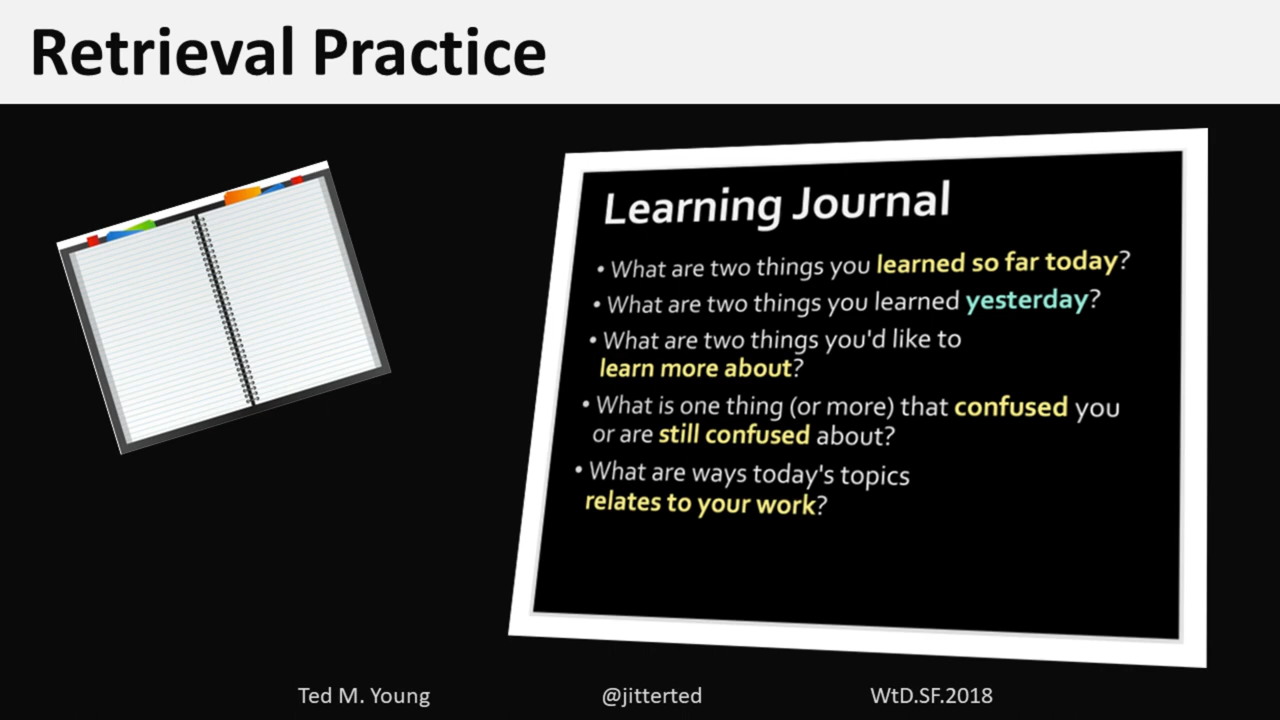 Retrieval Practice
Learning Journal
• What are two things you learned so far today?
• What are two things you learned yesterday?
• What are two things you'd like to
learn more about?
• What is one thing (or more) that confused you
or are still confused about?
• What are ways today's topics
relates to your work?
Ted M. Young @jitterted WtD.SF.2018